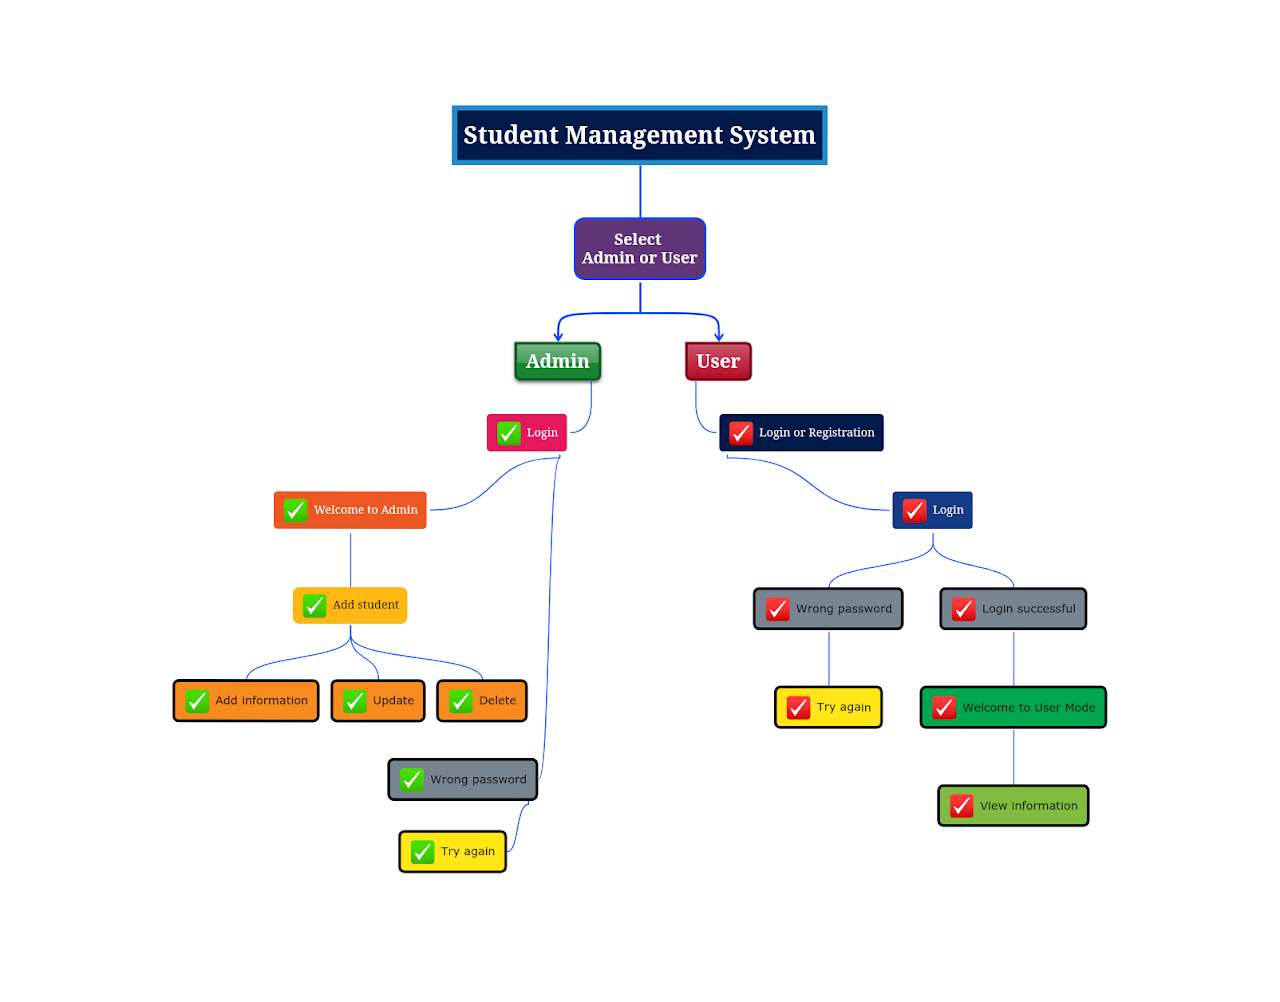 Student Management System
Select
Admin or User
Admin
User
Login
Login or Registration
Welcome to Admin
Login
Add student
Wrong password
Login successful
Add information
Update
Delete
Try again
Welcome to User Mode
Wrong password
View information
Try again